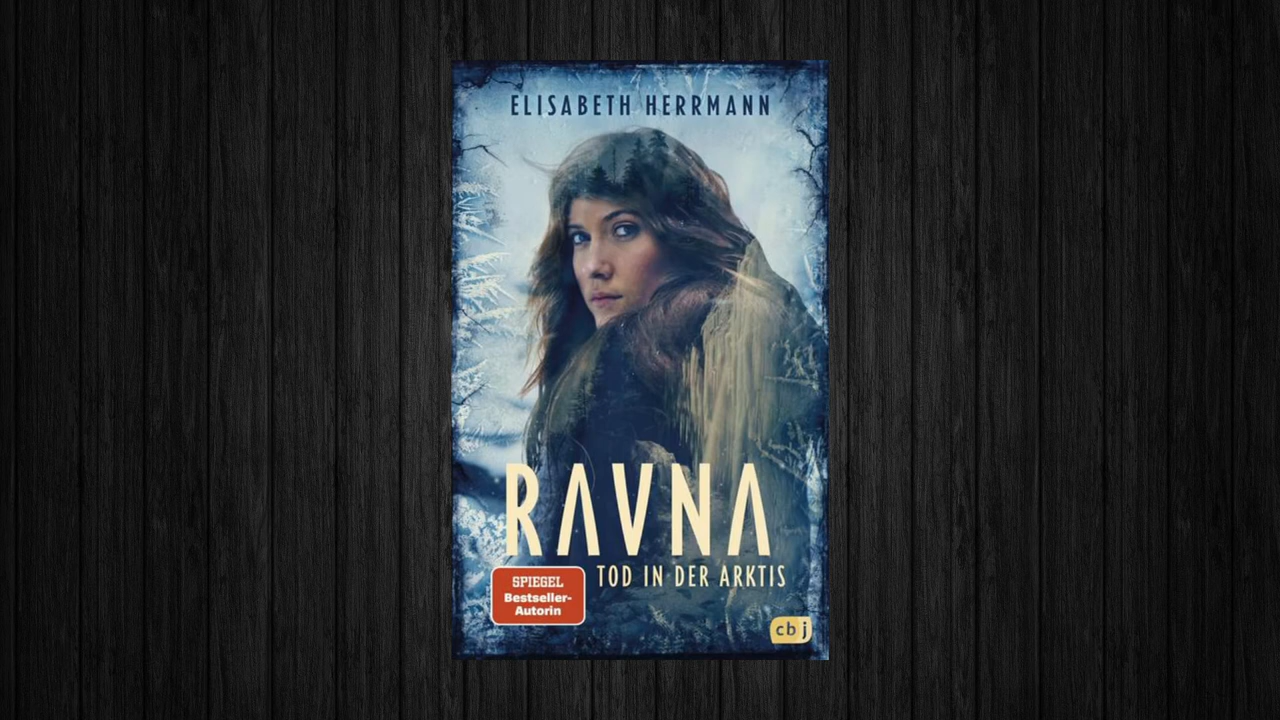 ELISABETH HERRMANN
RAVNA
TOD IN DER ARKTIS
SPIEGEL
Bestseller-
Autorin
cbj